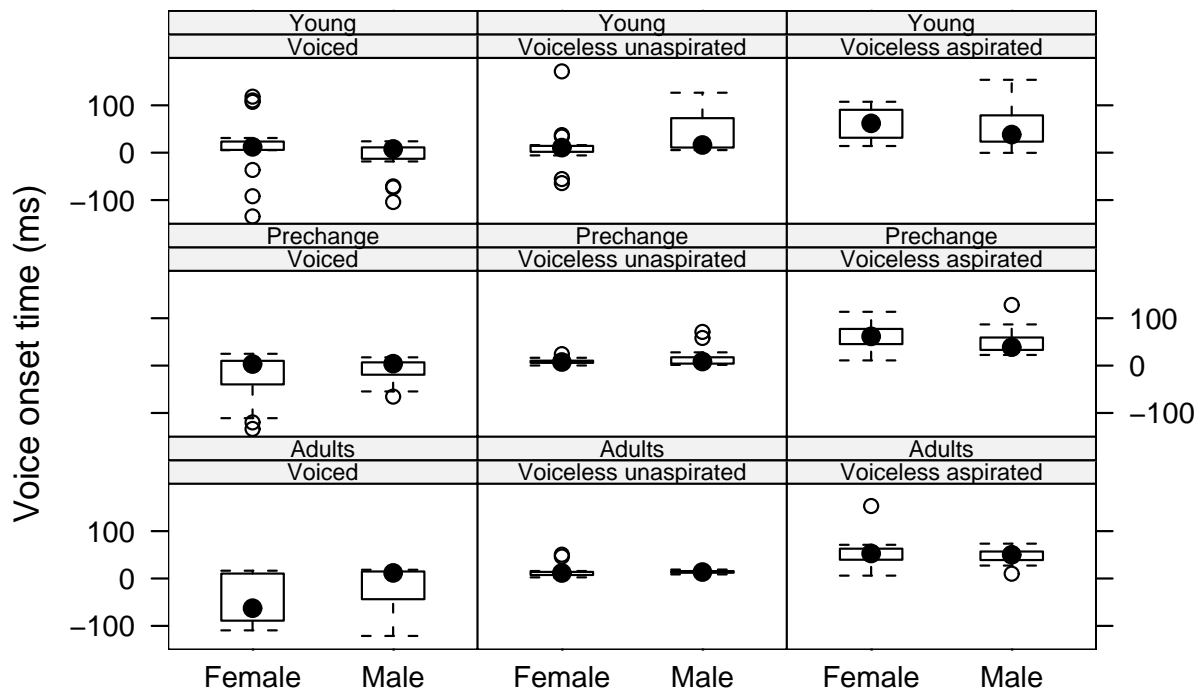 Young Young Young
Voiced Voiceless unaspirated Voiceless aspirated
100
0
−100
Prechange Prechange Prechange
Voiced Voiceless unaspirated Voiceless aspirated
100
0
−100
Adults Adults Adults
Voiced Voiceless unaspirated Voiceless aspirated
100
0
−100
Female Male Female Male Female Male
Voice onset time (ms)